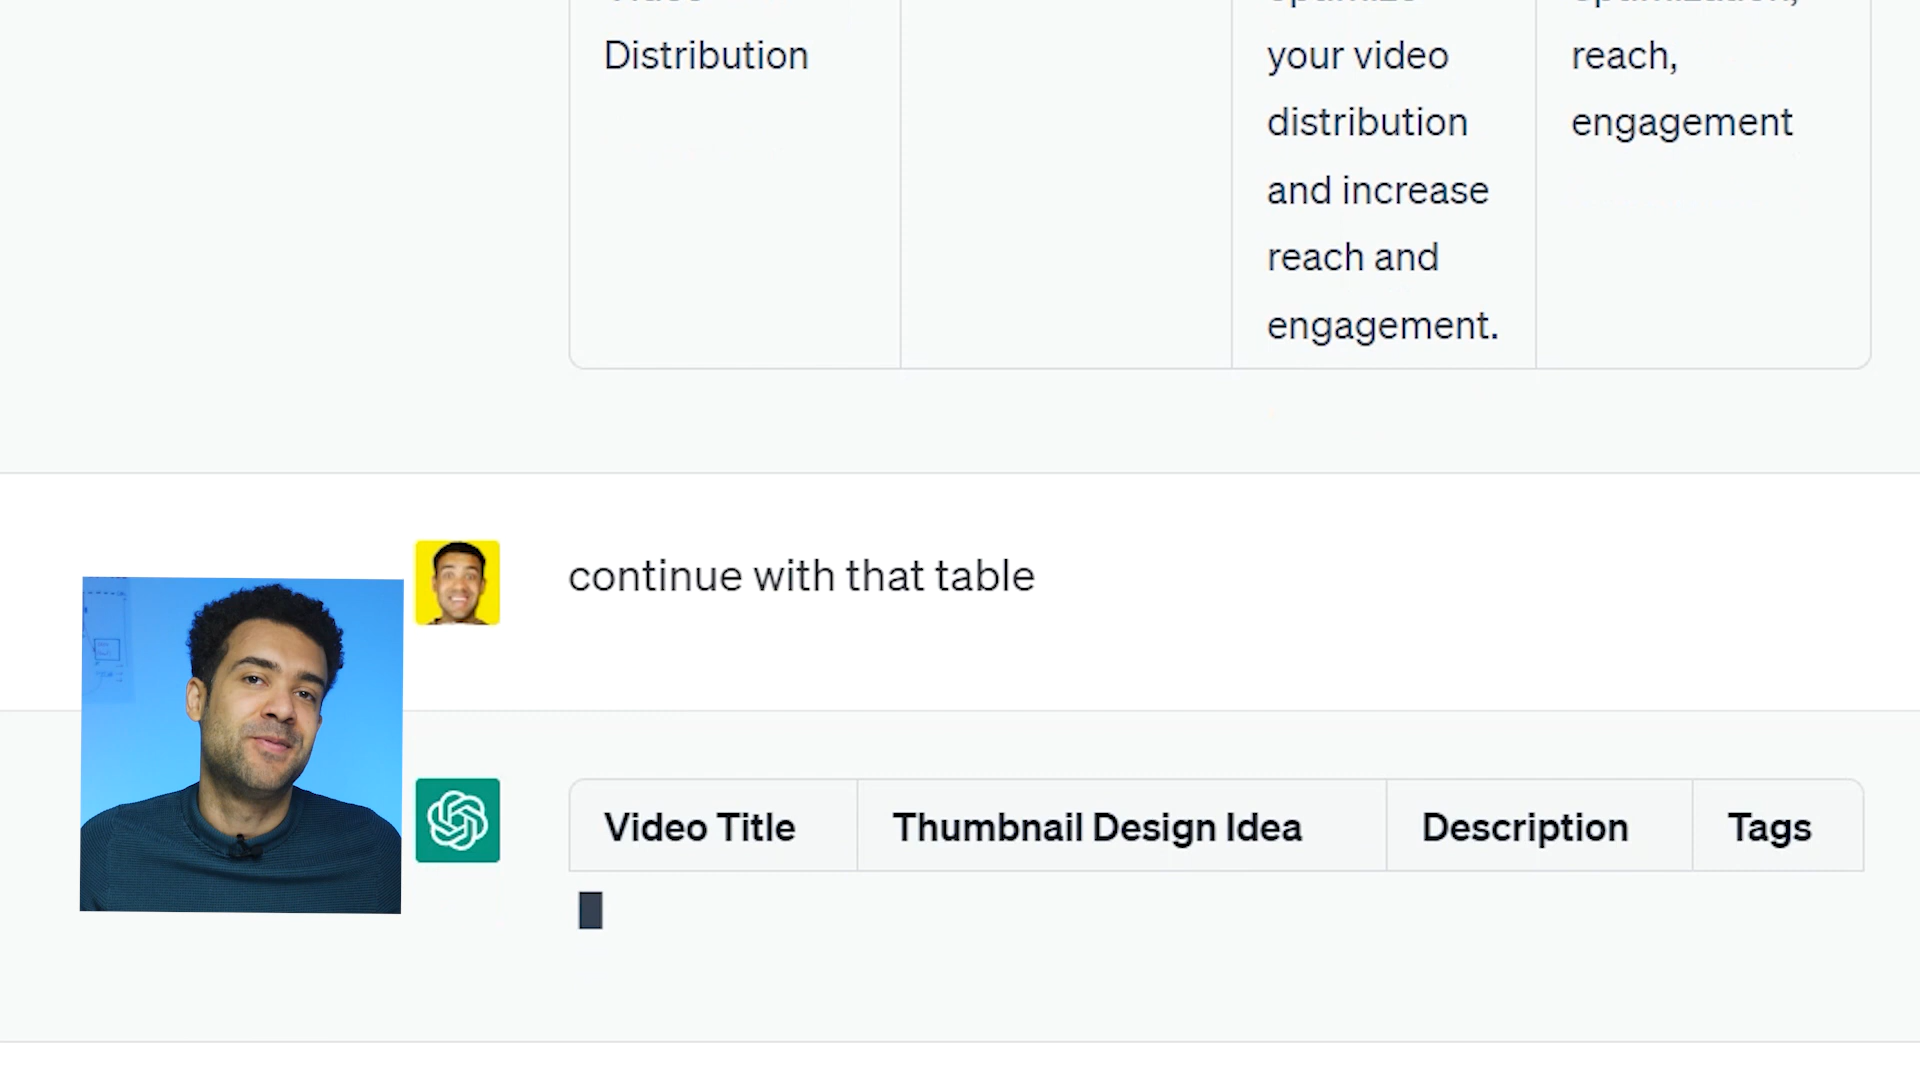 Distribution
your video
reach,
distribution
engagement
and increase
reach and
engagement.
continue with that table
Video Title
Thumbnail Design Idea
Description
Tags